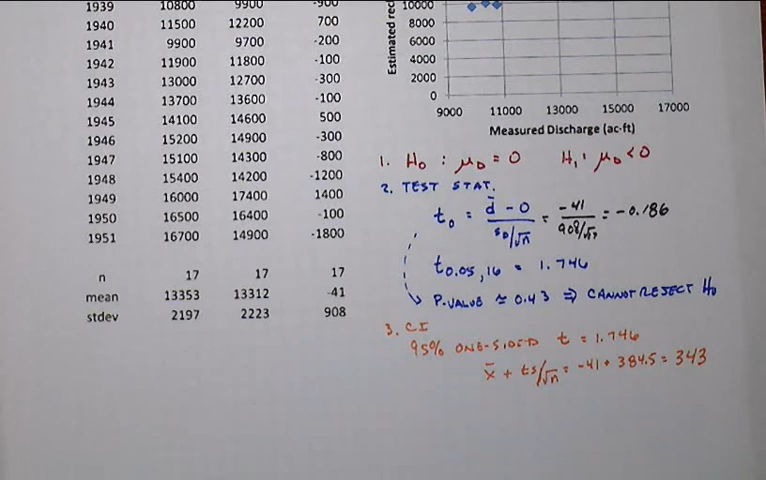 1939 10800 9900 -900
1940 11500 12200 700
1941 9900 9700 -200
1942 11900 11800 -100
1943 13000 12700 -300
1944 13700 13600 -100
1945 14100 14600 500
1946 15200 14900 -300
1947 15100 14300 -800
1948 15400 14200 -1200
1949 16000 17400 1400
1950 16500 16400 -100
1951 16700 14900 -1800
n 17 17 17
mean 13353 13312 -41
stdev 2197 2223 908
Estimated
10000
8000
6000
4000
2000
0
9000 11000 13000 15000 17000
Measured Discharge (ac-ft)
1. H₀ : μ_D = 0 H₁ : μ_D < 0
2. TEST STAT.
t₀ = (d̄ - 0)/(s_D/√n) = -41/(908/√17) = -0.186
t0.05,16 = 1.746
P.VALUE ≈ 0.43 ⇒ CANNOT REJECT H₀
3. CI
95% ONE-SIDED t = 1.746
x̄ + ts/√n = -41 + 384.5 = 343